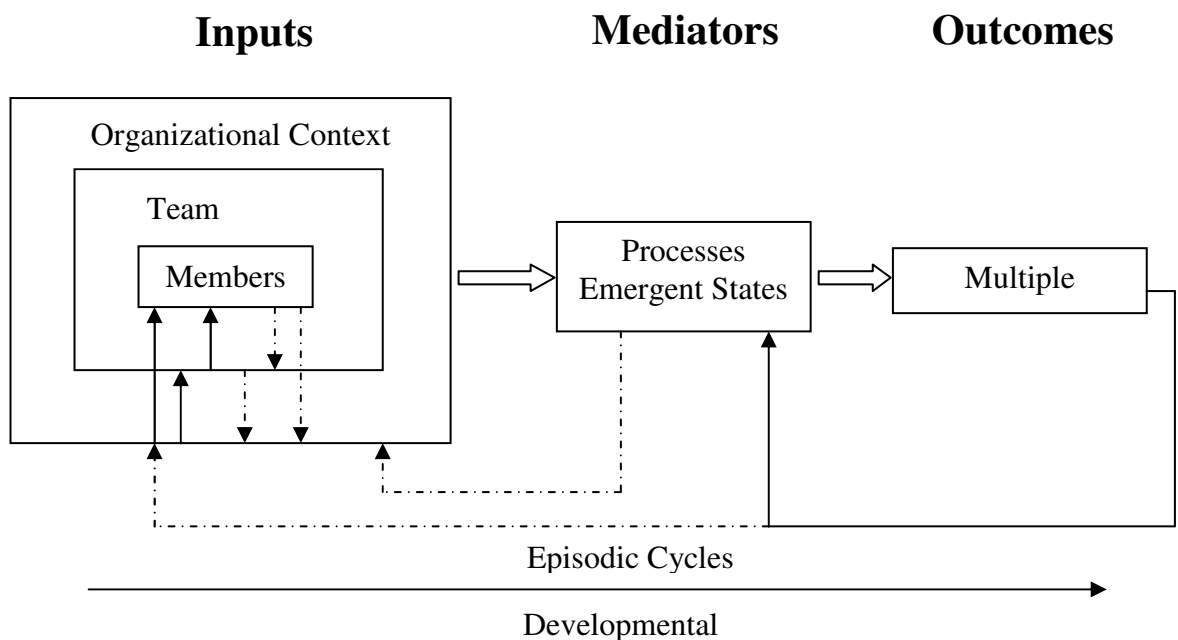 Inputs
Mediators
Outcomes
Organizational Context
Team
Members
Processes
Emergent States
Multiple
Episodic Cycles
Developmental